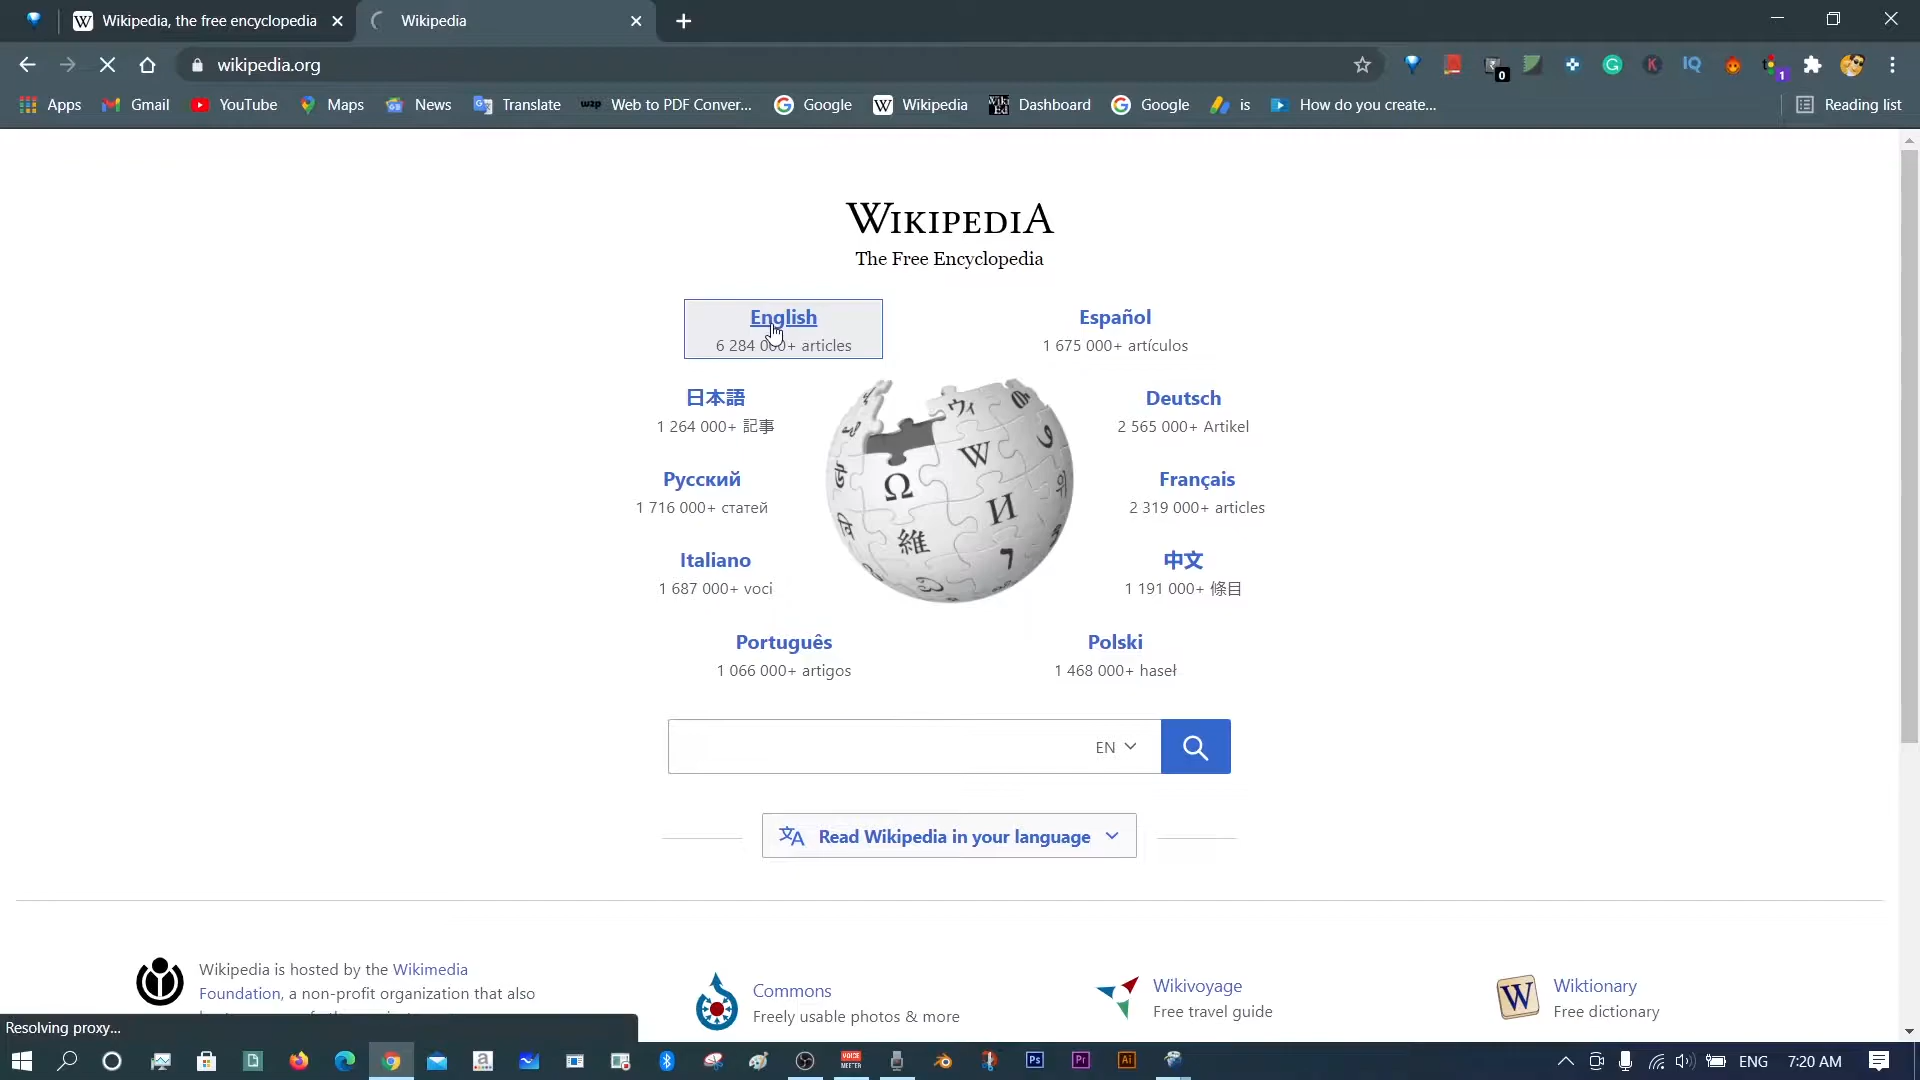 Wikipedia, the free encyclopedia
Wikipedia
wikipedia.org
0
1
Apps
Gmail
YouTube
Maps
News
Translate
Web to PDF Conver...
Google
Wikipedia
Dashboard
Google
is
How do you create...
Reading list
WIKIPEDIA
The Free Encyclopedia
English
6 284 000+ articles
Español
1 675 000+ artículos
日本語
1 264 000+ 記事
Deutsch
2 565 000+ Artikel
Русский
1 716 000+ статей
Français
2 319 000+ articles
Italiano
1 687 000+ voci
中文
1 191 000+ 條目
Português
1 066 000+ artigos
Polski
1 468 000+ haseł
EN
Read Wikipedia in your language
Wikipedia is hosted by the Wikimedia
Foundation, a non-profit organization that also
Commons
Freely usable photos & more
Wikivoyage
Free travel guide
Wiktionary
Free dictionary
Resolving proxy...
ENG
7:20 AM